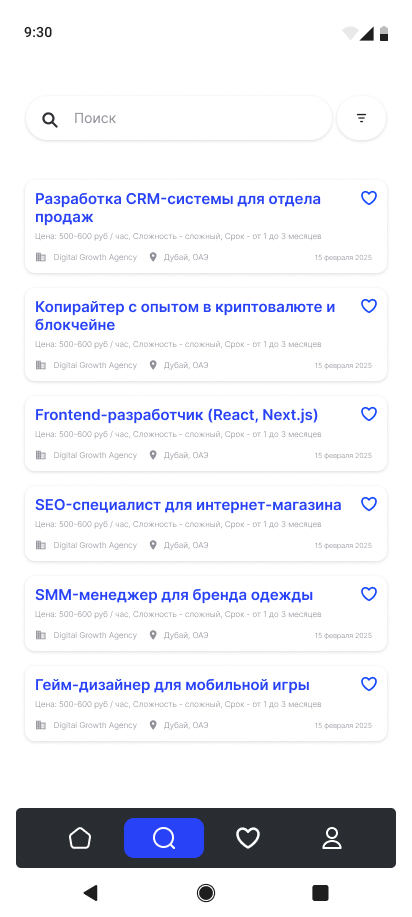 9:30
Поиск
Разработка CRM-системы для отдела
продаж
Цена: 500-600 руб / час, Сложность - сложный, Срок - от 1 до 3 месяцев
Digital Growth Agency Дубай, ОАЭ 15 февраля 2025
Копирайтер с опытом в криптовалюте и
блокчейне
Цена: 500-600 руб / час, Сложность - сложный, Срок - от 1 до 3 месяцев
Digital Growth Agency Дубай, ОАЭ 15 февраля 2025
Frontend-разработчик (React, Next.js)
Цена: 500-600 руб / час, Сложность - сложный, Срок - от 1 до 3 месяцев
Digital Growth Agency Дубай, ОАЭ 15 февраля 2025
SEO-специалист для интернет-магазина
Цена: 500-600 руб / час, Сложность - сложный, Срок - от 1 до 3 месяцев
Digital Growth Agency Дубай, ОАЭ 15 февраля 2025
SMM-менеджер для бренда одежды
Цена: 500-600 руб / час, Сложность - сложный, Срок - от 1 до 3 месяцев
Digital Growth Agency Дубай, ОАЭ 15 февраля 2025
Гейм-дизайнер для мобильной игры
Цена: 500-600 руб / час, Сложность - сложный, Срок - от 1 до 3 месяцев
Digital Growth Agency Дубай, ОАЭ 15 февраля 2025